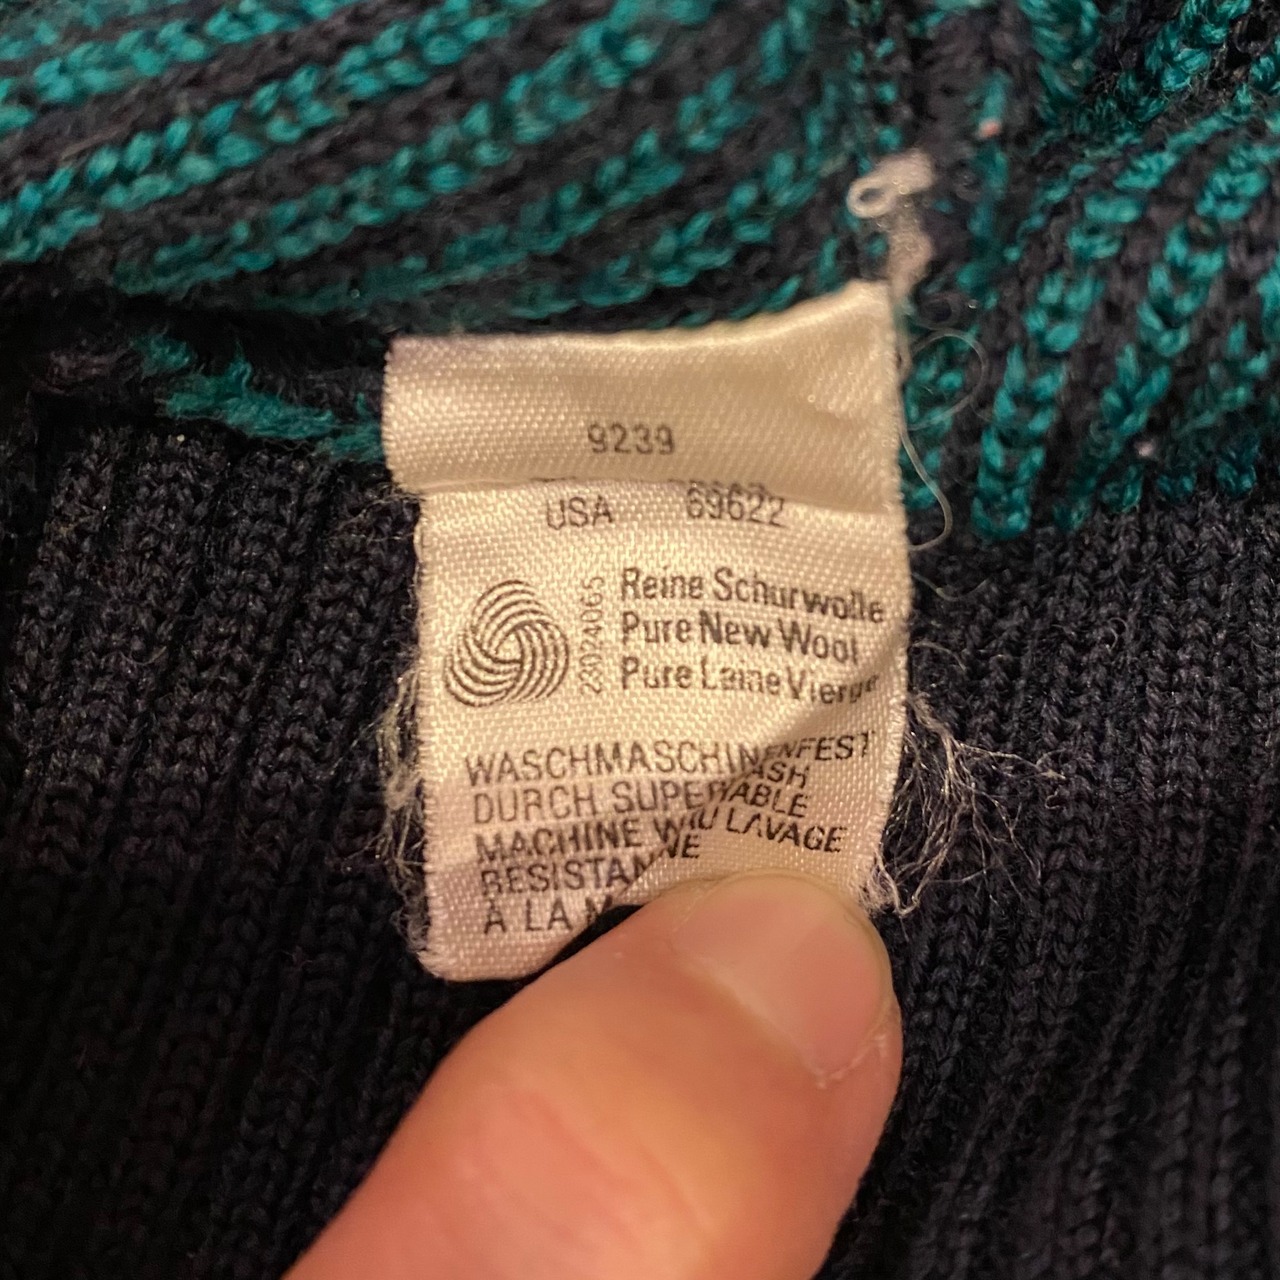 9239
USA 69622
23024065
Reine Schurwolle
Pure New Wool
Pure Laine Vierge
WASCHMASCHINENFEST
DURCH SUPERWASH
MACHINE WASHABLE
RESISTANT AU LAVAGE
À LA